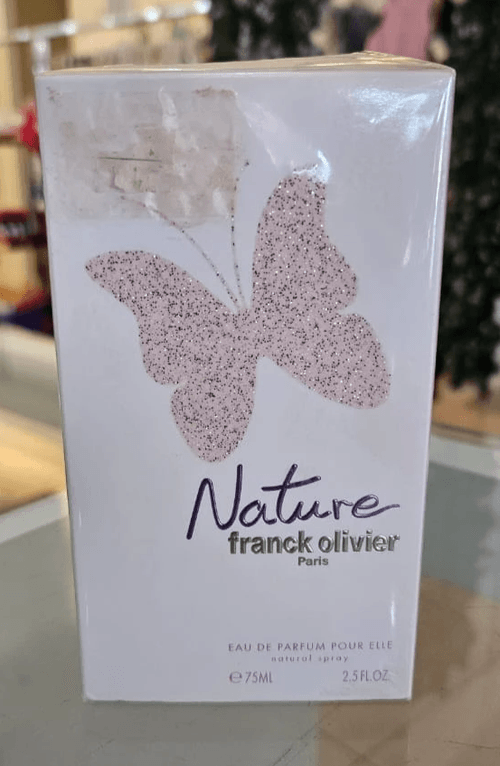 Nature
franck olivier
Paris
EAU DE PARFUM POUR ELLE
natural spray
℮ 75ML 2.5 FL.OZ.